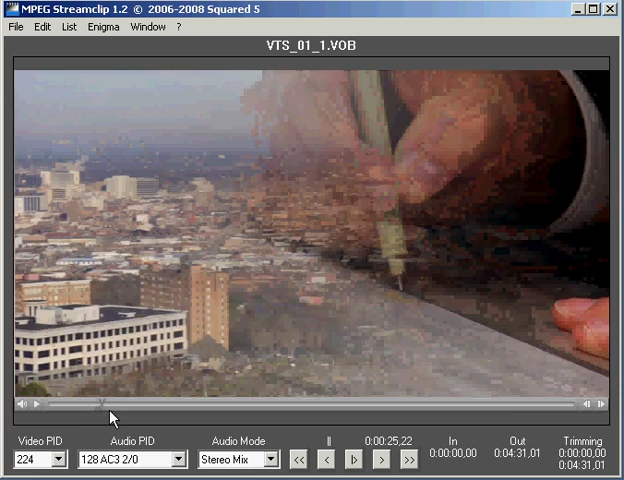 MPEG Streamclip 1.2 © 2006-2008 Squared 5
File Edit List Enigma Window ?
VTS_01_1.VOB
Video PID Audio PID Audio Mode || 0:00:25,22 In Out Trimming
224 128 AC3 2/0 Stereo Mix << < > >> 0:00:00,00 0:04:31,01 0:00:00,00
0:04:31,01